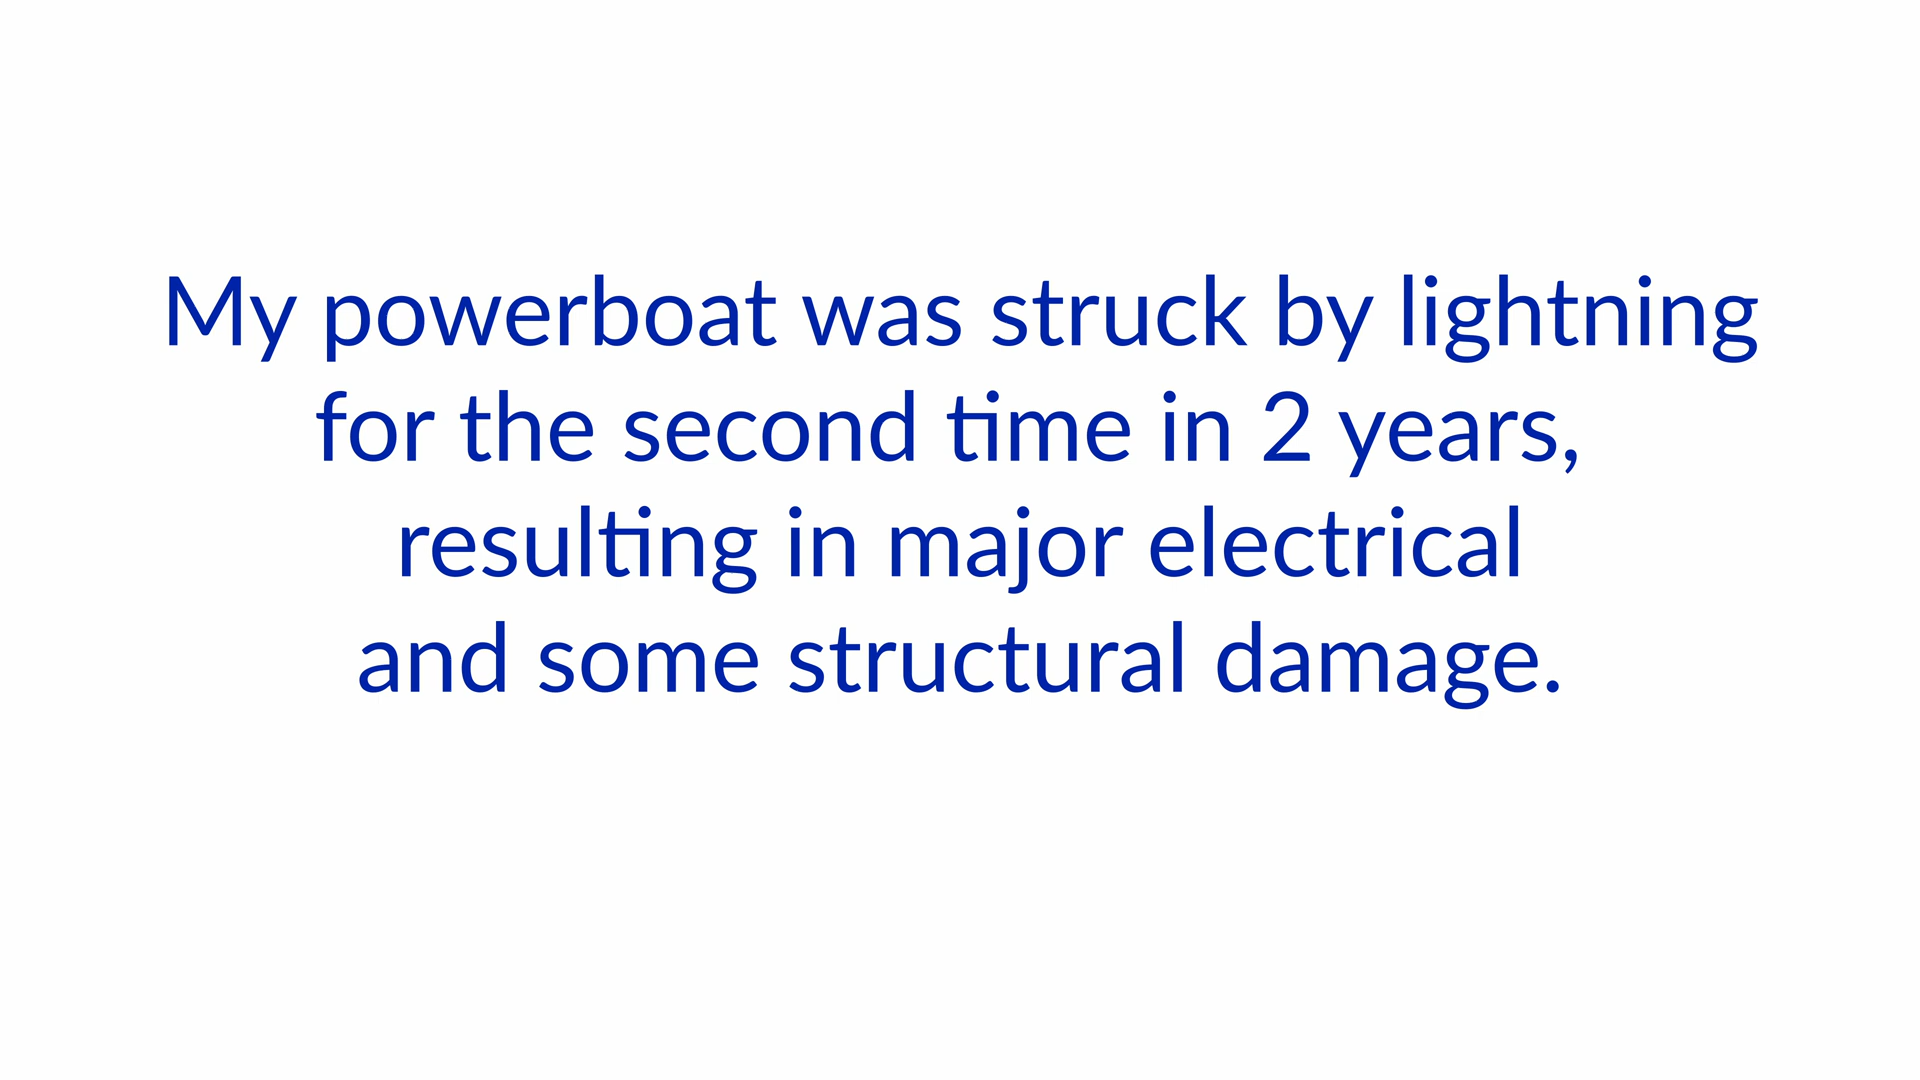 My powerboat was struck by lightning
for the second time in 2 years,
resulting in major electrical
and some structural damage.